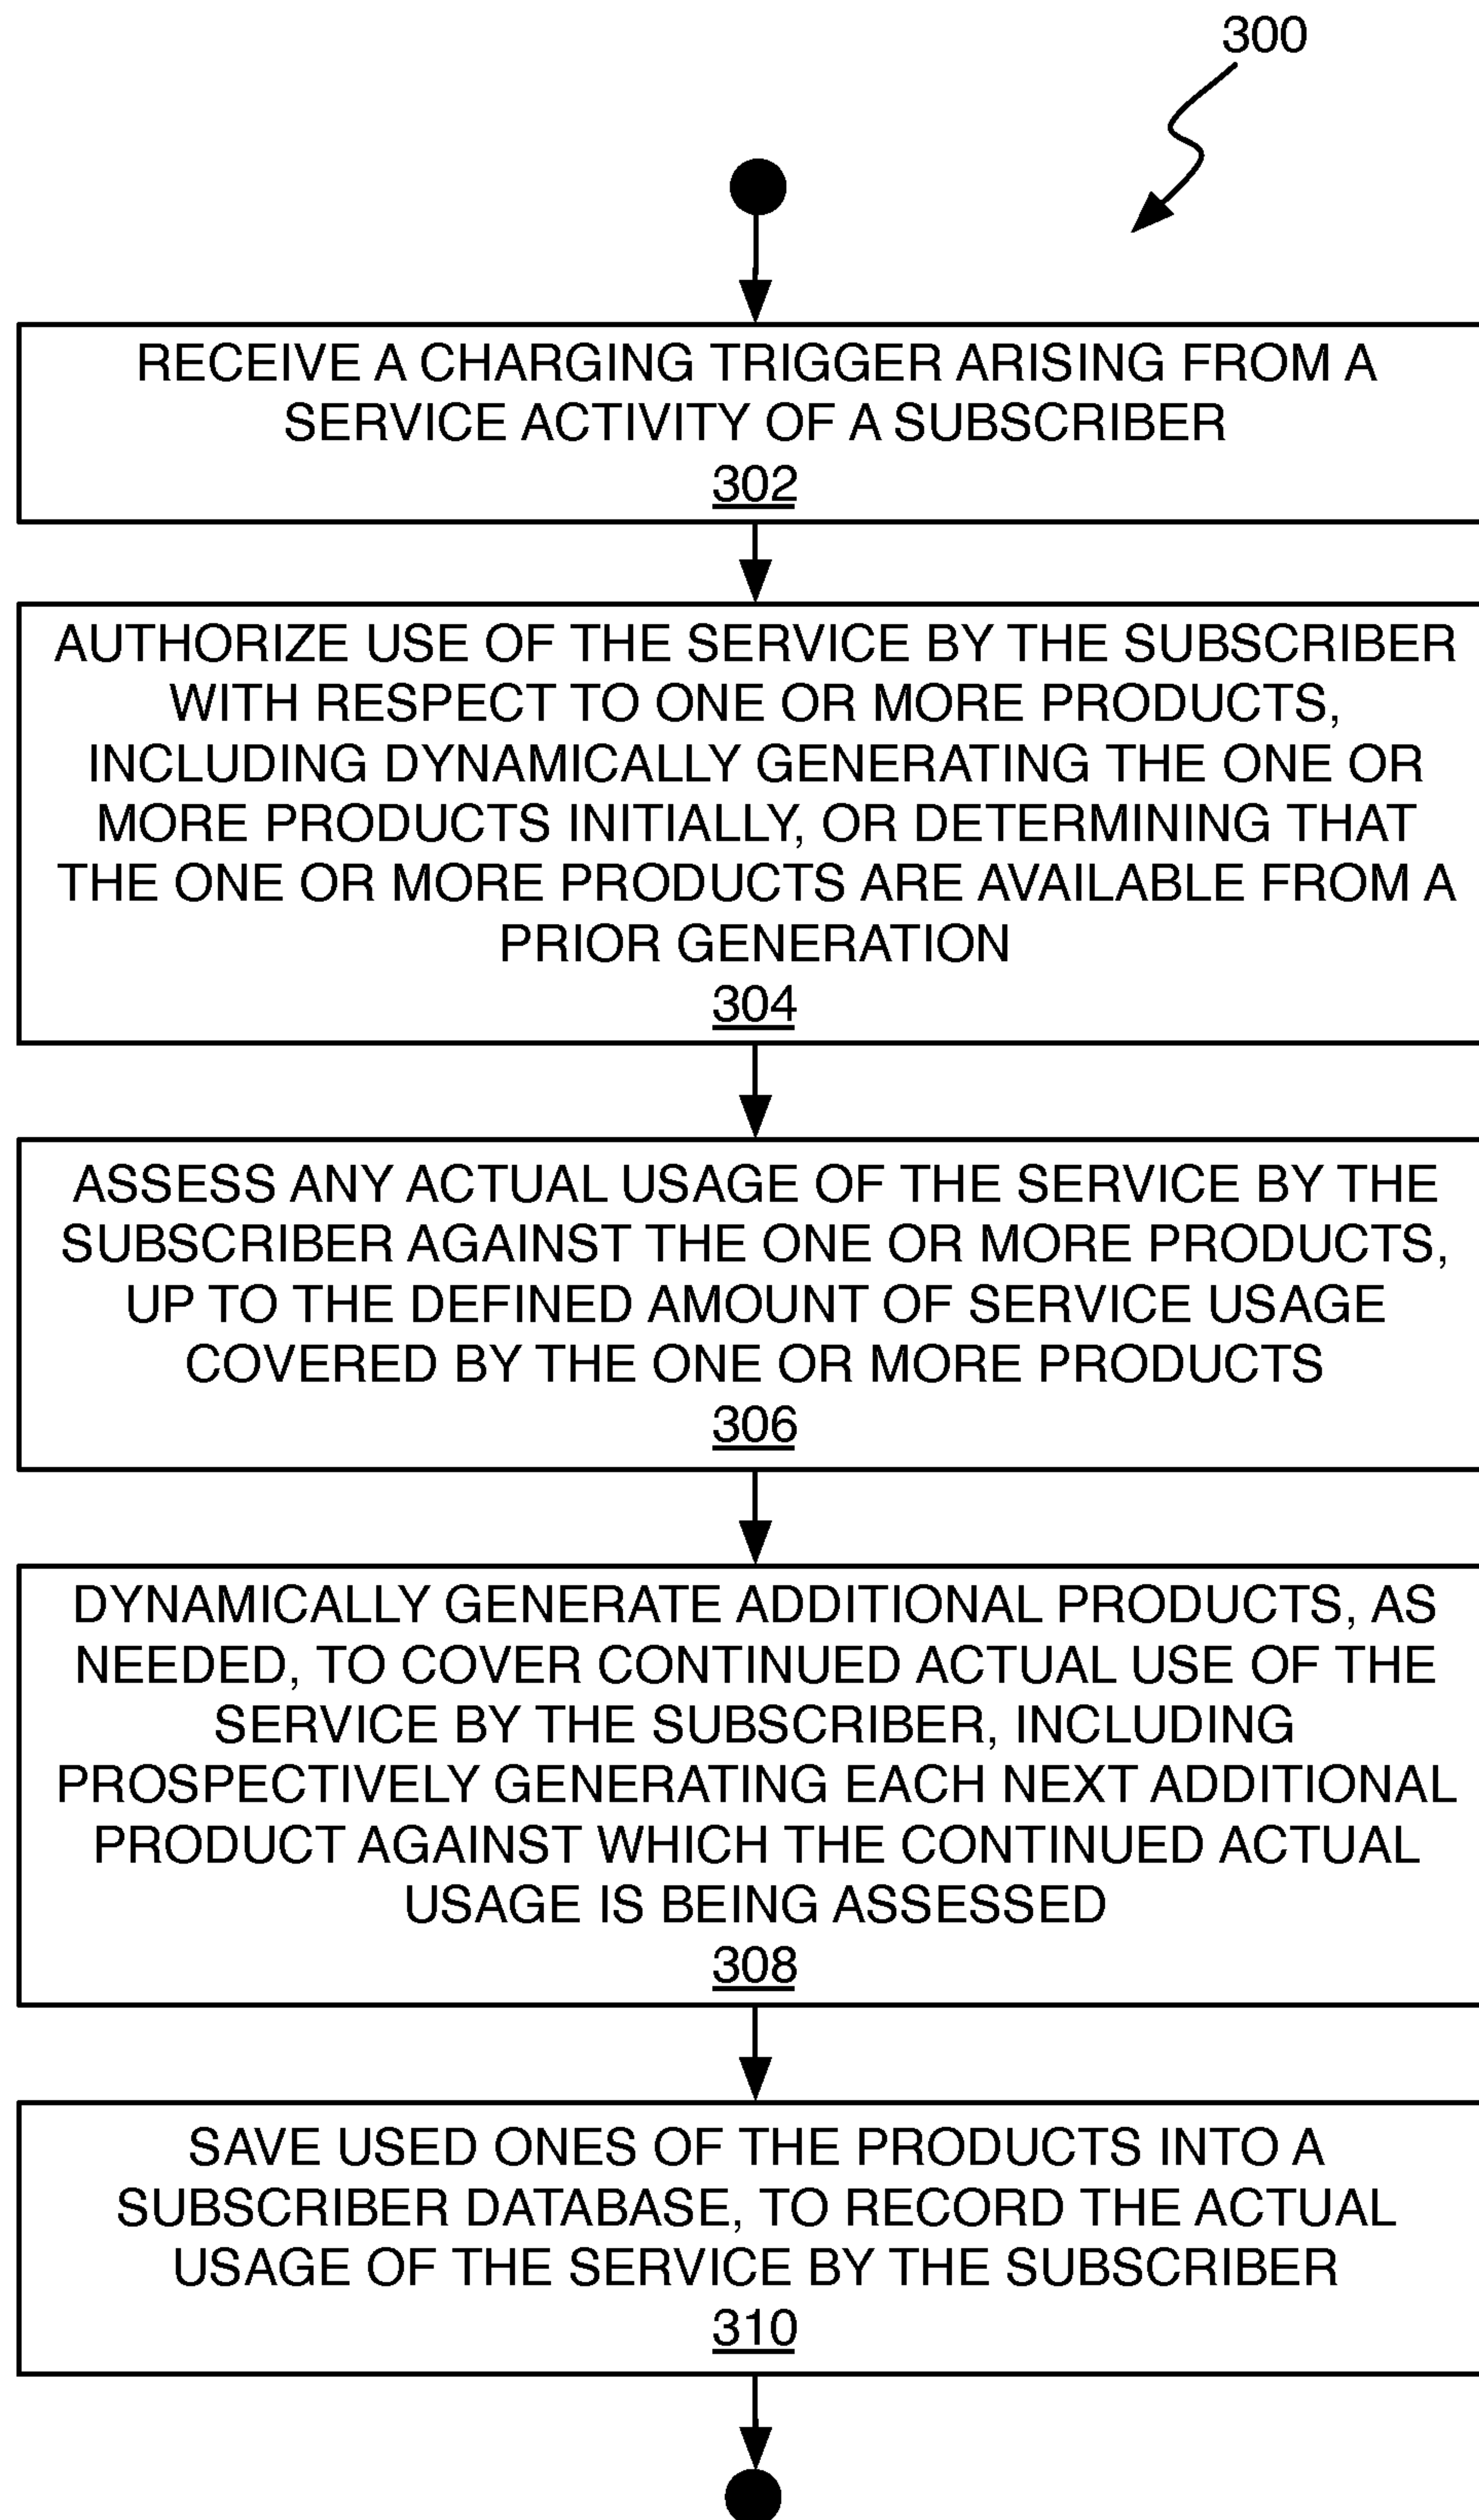 300
RECEIVE A CHARGING TRIGGER ARISING FROM A
SERVICE ACTIVITY OF A SUBSCRIBER
302
AUTHORIZE USE OF THE SERVICE BY THE SUBSCRIBER
WITH RESPECT TO ONE OR MORE PRODUCTS,
INCLUDING DYNAMICALLY GENERATING THE ONE OR
MORE PRODUCTS INITIALLY, OR DETERMINING THAT
THE ONE OR MORE PRODUCTS ARE AVAILABLE FROM A
PRIOR GENERATION
304
ASSESS ANY ACTUAL USAGE OF THE SERVICE BY THE
SUBSCRIBER AGAINST THE ONE OR MORE PRODUCTS,
UP TO THE DEFINED AMOUNT OF SERVICE USAGE
COVERED BY THE ONE OR MORE PRODUCTS
306
DYNAMICALLY GENERATE ADDITIONAL PRODUCTS, AS
NEEDED, TO COVER CONTINUED ACTUAL USE OF THE
SERVICE BY THE SUBSCRIBER, INCLUDING
PROSPECTIVELY GENERATING EACH NEXT ADDITIONAL
PRODUCT AGAINST WHICH THE CONTINUED ACTUAL
USAGE IS BEING ASSESSED
308
SAVE USED ONES OF THE PRODUCTS INTO A
SUBSCRIBER DATABASE, TO RECORD THE ACTUAL
USAGE OF THE SERVICE BY THE SUBSCRIBER
310